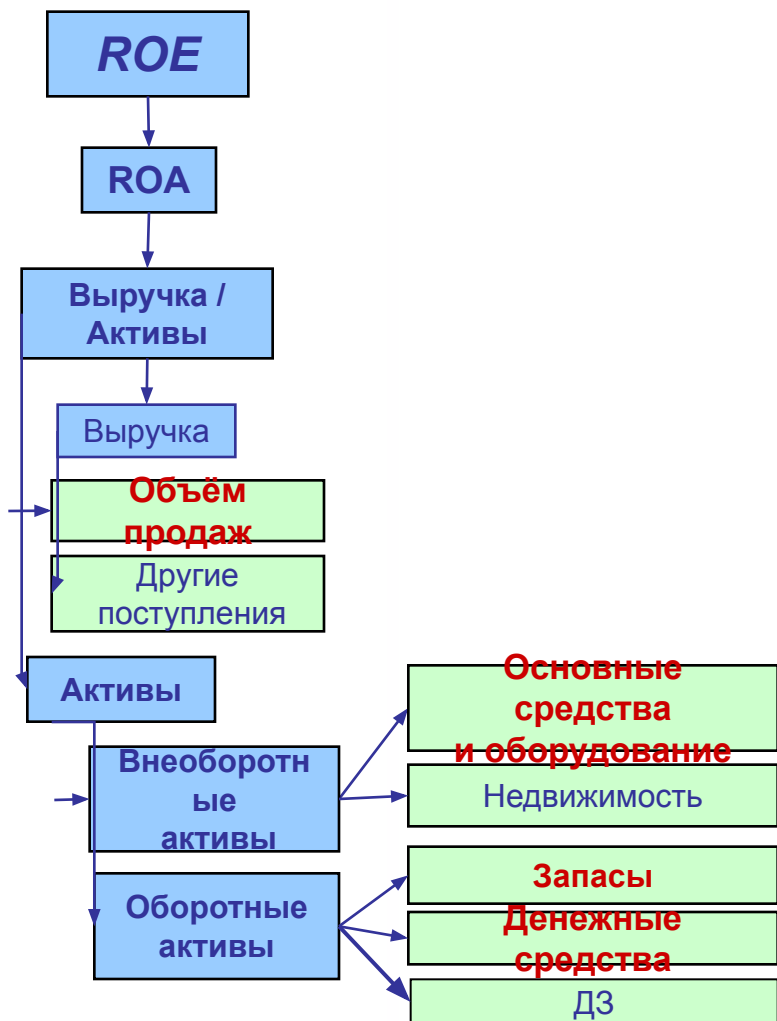 ROE
ROA
Выручка /
Активы
Выручка
Объём
продаж
Другие
поступления
Активы
Внеоборотн
ые
активы
Оборотные
активы
Основные
средства
и оборудование
Недвижимость
Запасы
Денежные
средства
ДЗ